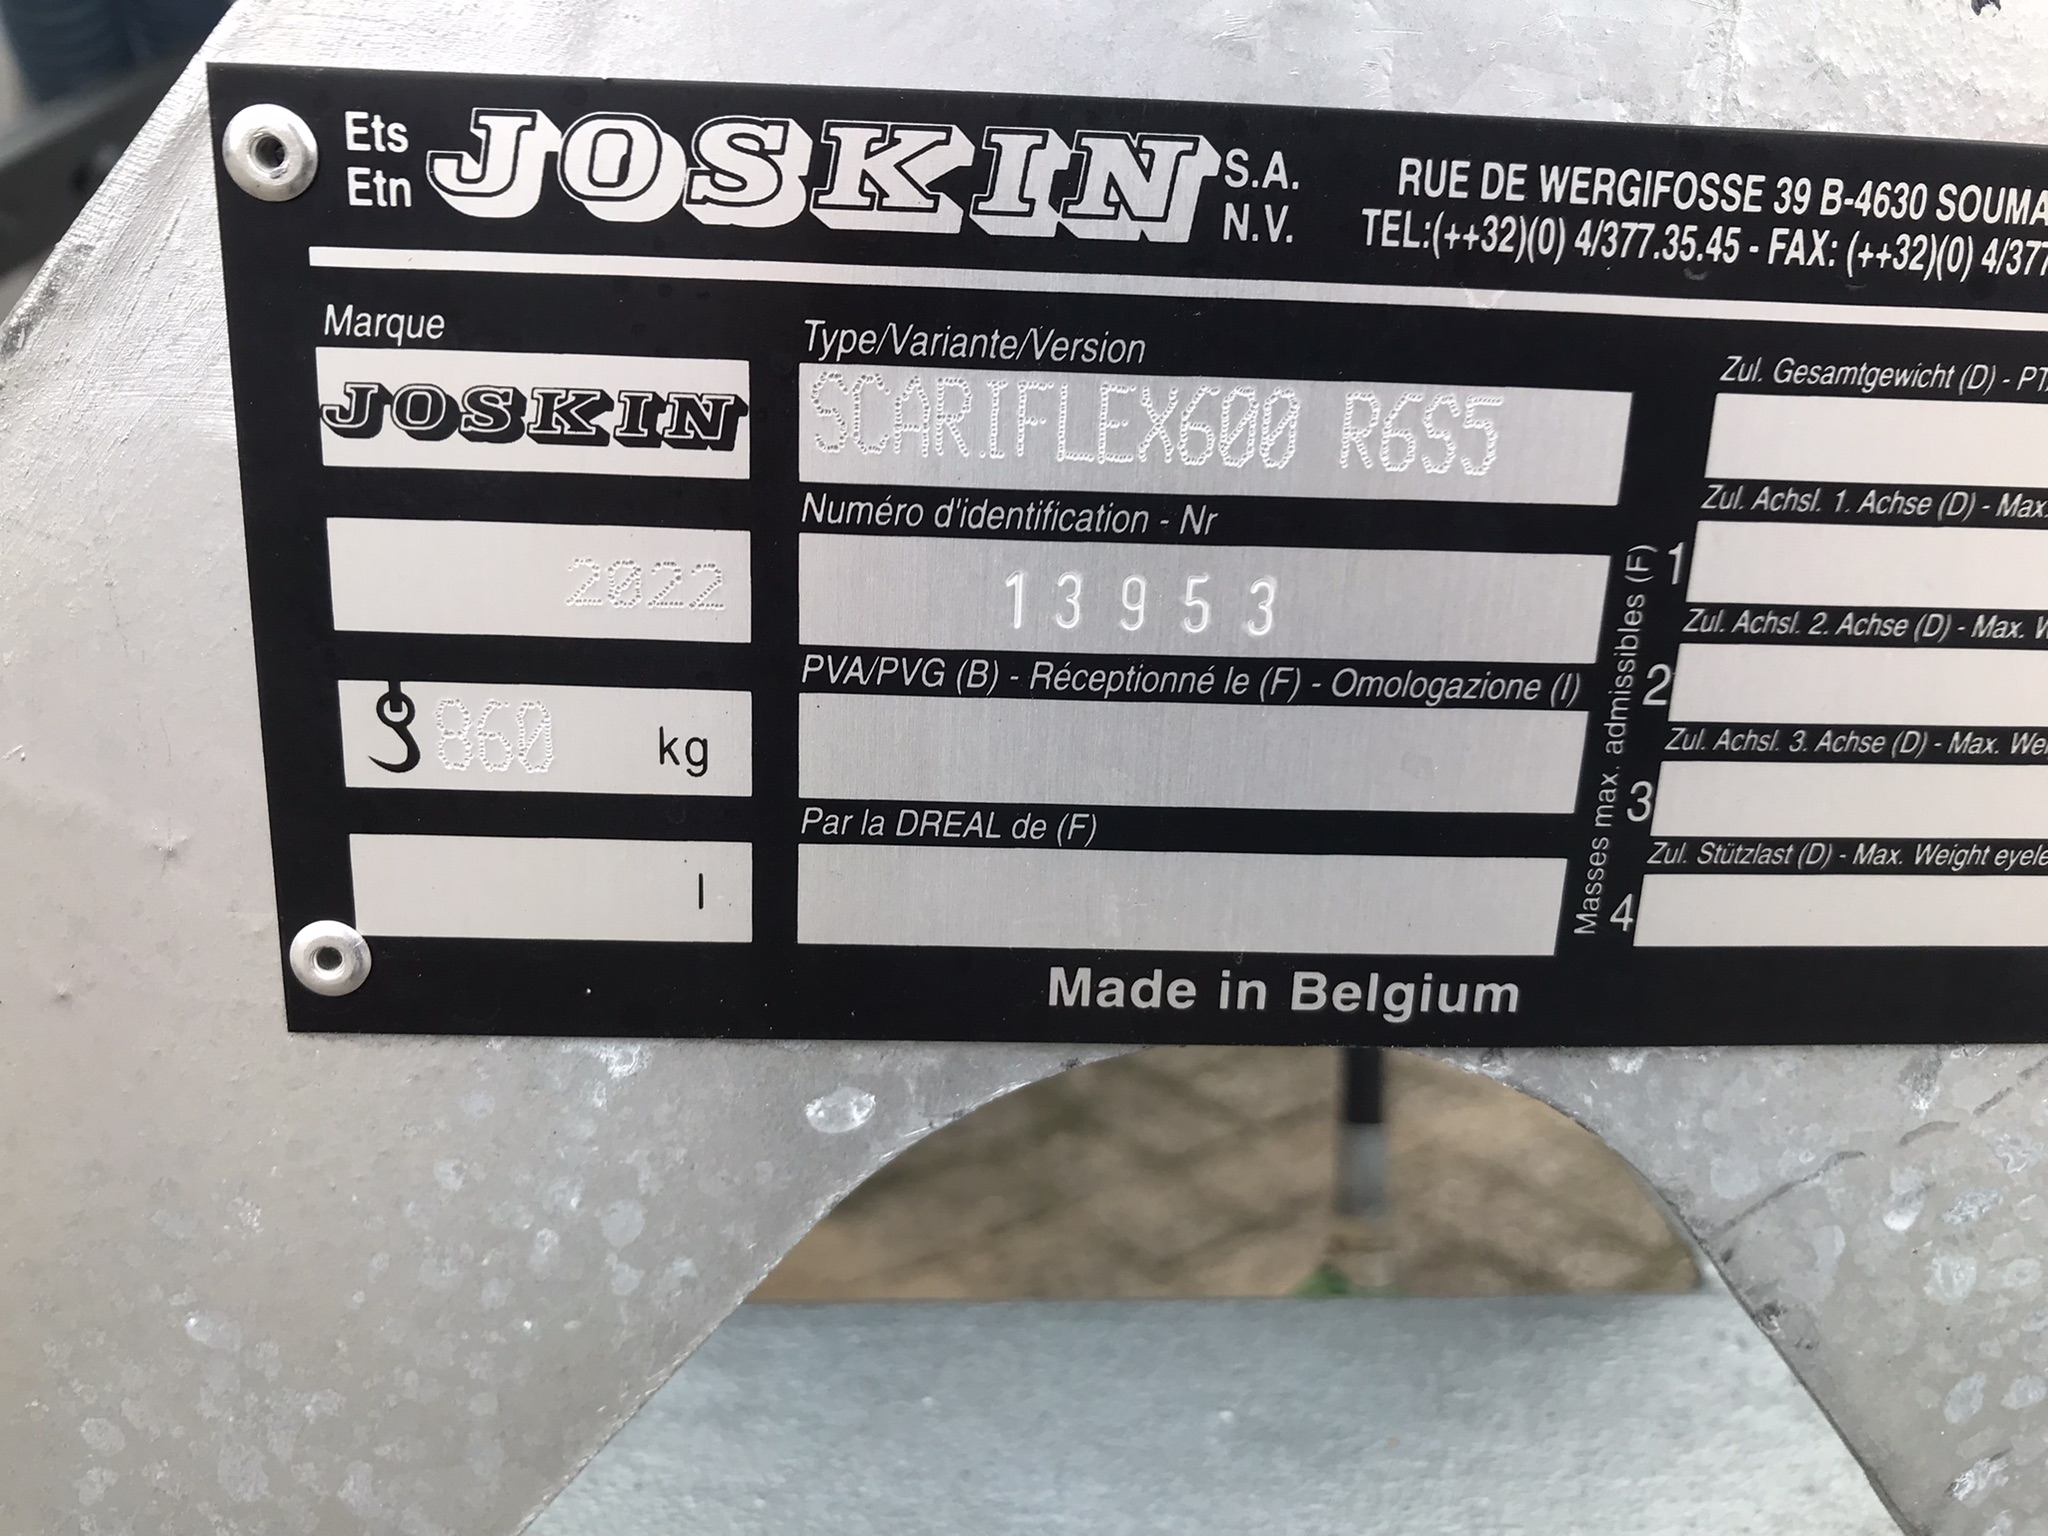 Ets JOSKIN S.A.
Etn N.V.
RUE DE WERGIFOSSE 39 B-4630 SOUMA
TEL:(++32)(0) 4/377.35.45 - FAX: (++32)(0) 4/377
Marque
JOSKIN
2022
860 kg
l
Type/Variante/Version
SCARIFLEX600 R6S5
Numéro d'identification - Nr
13953
PVA/PVG (B) - Réceptionné le (F) - Omologazione (I)
Par la DREAL de (F)
Masses max. admissibles (F)
Zul. Gesamtgewicht (D) - PT
Zul. Achsl. 1. Achse (D) - Max.
1
Zul. Achsl. 2. Achse (D) - Max. W
2
Zul. Achsl. 3. Achse (D) - Max. We
3
Zul. Stützlast (D) - Max. Weight eyele
4
Made in Belgium